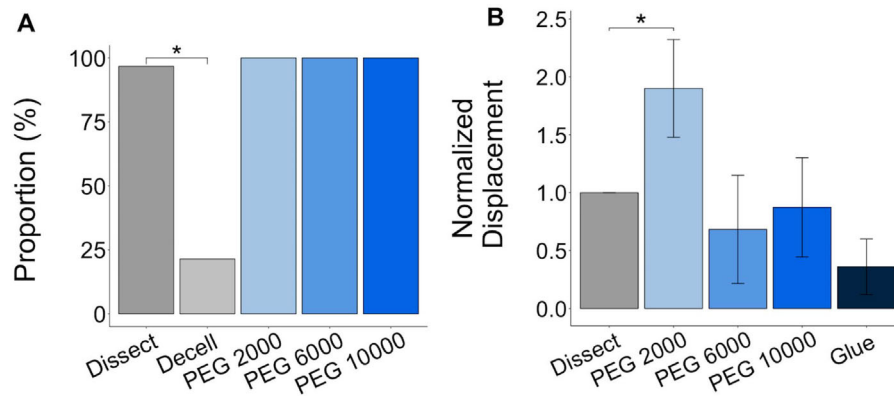 A
Proportion (%)
100
75
50
25
0
*
Dissect
Decell
PEG 2000
PEG 6000
PEG 10000
B
Normalized
Displacement
2.5
2.0
1.5
1.0
0.5
0.0
*
Dissect
PEG 2000
PEG 6000
PEG 10000
Glue